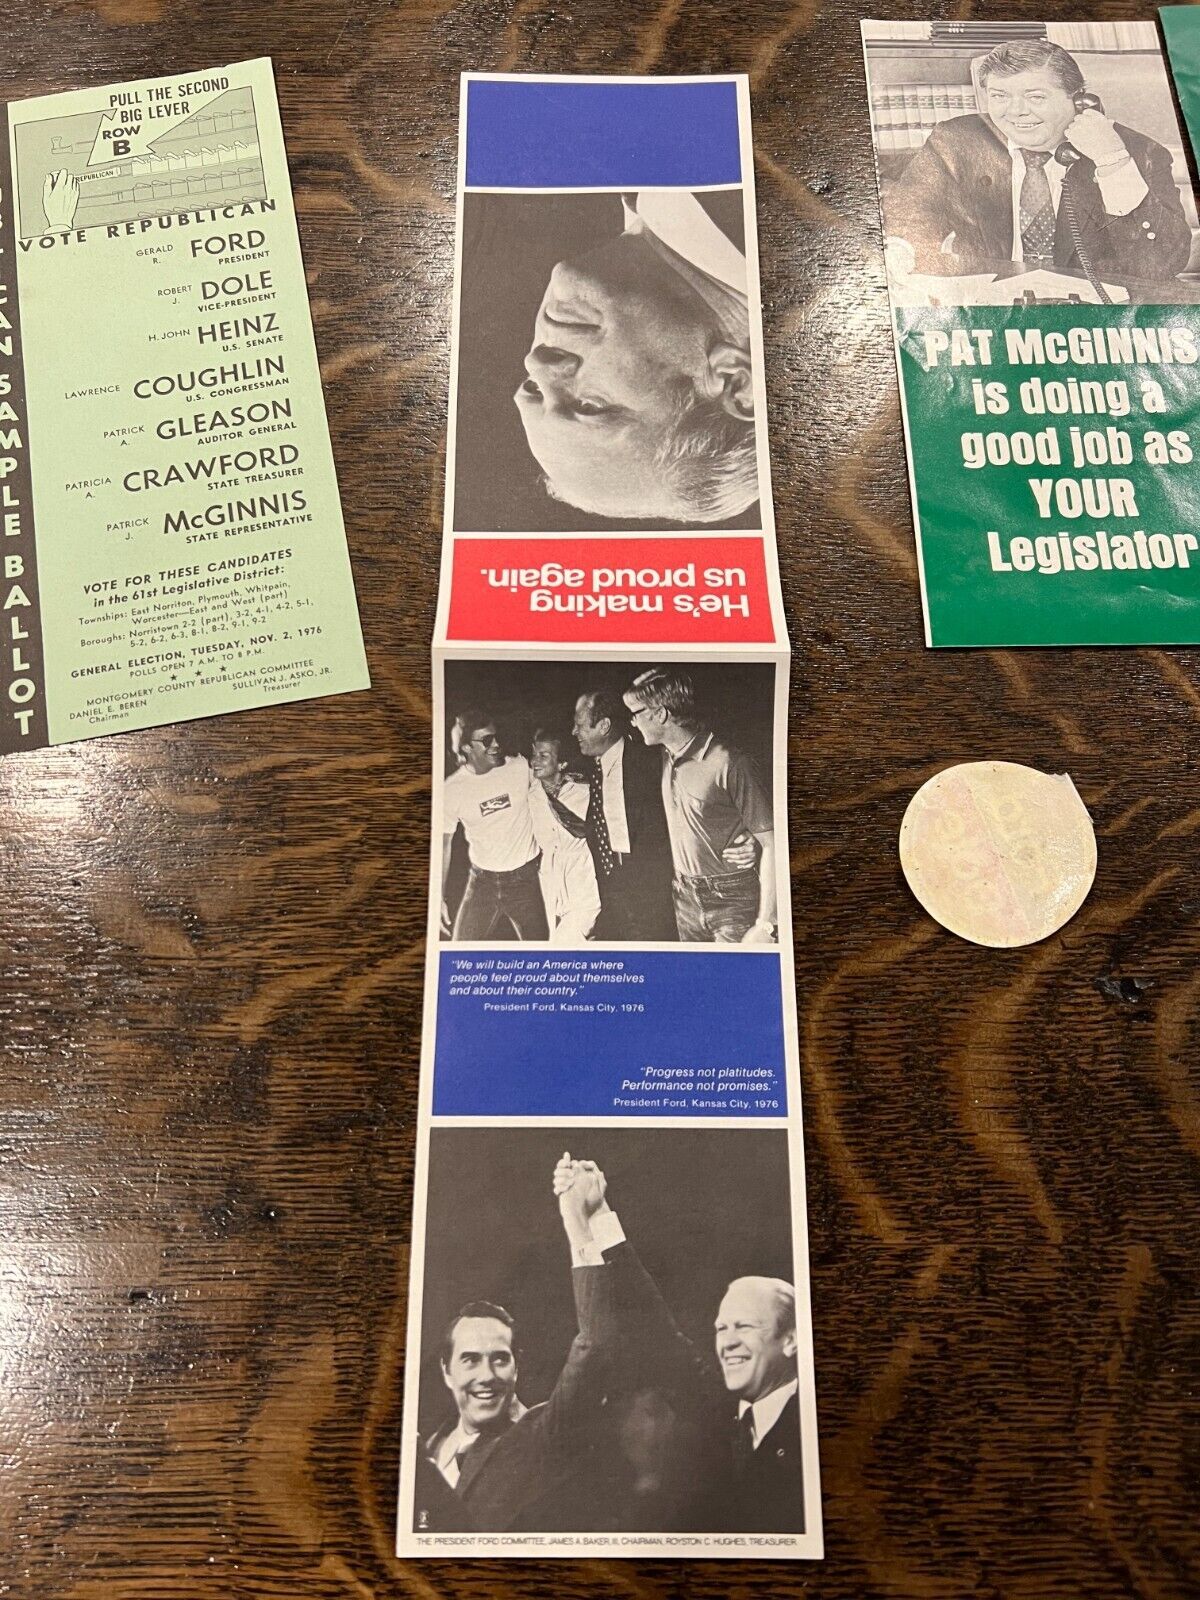 PULL THE SECOND
BIG LEVER
ROW
B
REPUBLICAN
VOTE REPUBLICAN
GERALD R. FORD
PRESIDENT
ROBERT J. DOLE
VICE-PRESIDENT
H. JOHN HEINZ
U.S. SENATE
LAWRENCE COUGHLIN
U.S. CONGRESSMAN
PATRICK A. GLEASON
AUDITOR GENERAL
PATRICIA A. CRAWFORD
STATE TREASURER
PATRICK J. McGINNIS
STATE REPRESENTATIVE
VOTE FOR THESE CANDIDATES
in the 61st Legislative District:
Townships: East Norriton, Plymouth, Whitpain,
Worcester—East and West (part)
Boroughs: Norristown 2-2 (part), 3-2, 4-1, 4-2, 5-1,
5-2, 6-2, 6-3, 8-1, 8-2, 9-1, 9-2
GENERAL ELECTION, TUESDAY, NOV. 2, 1976
POLLS OPEN 7 A.M. TO 8 P.M.
★ ★ ★
MONTGOMERY COUNTY REPUBLICAN COMMITTEE
DANIEL E. BEREN SULLIVAN J. ASKO, JR.
Chairman Treasurer
SAMPLE BALLOT
He's making
us proud again.
"We will build an America where
people feel proud about themselves
and about their country."
President Ford, Kansas City, 1976
"Progress not platitudes.
Performance not promises."
President Ford, Kansas City, 1976
THE PRESIDENT FORD COMMITTEE, JAMES A. BAKER, III, CHAIRMAN, ROYSTON C. HUGHES, TREASURER
PAT McGINNIS
is doing a
good job as
YOUR
Legislator